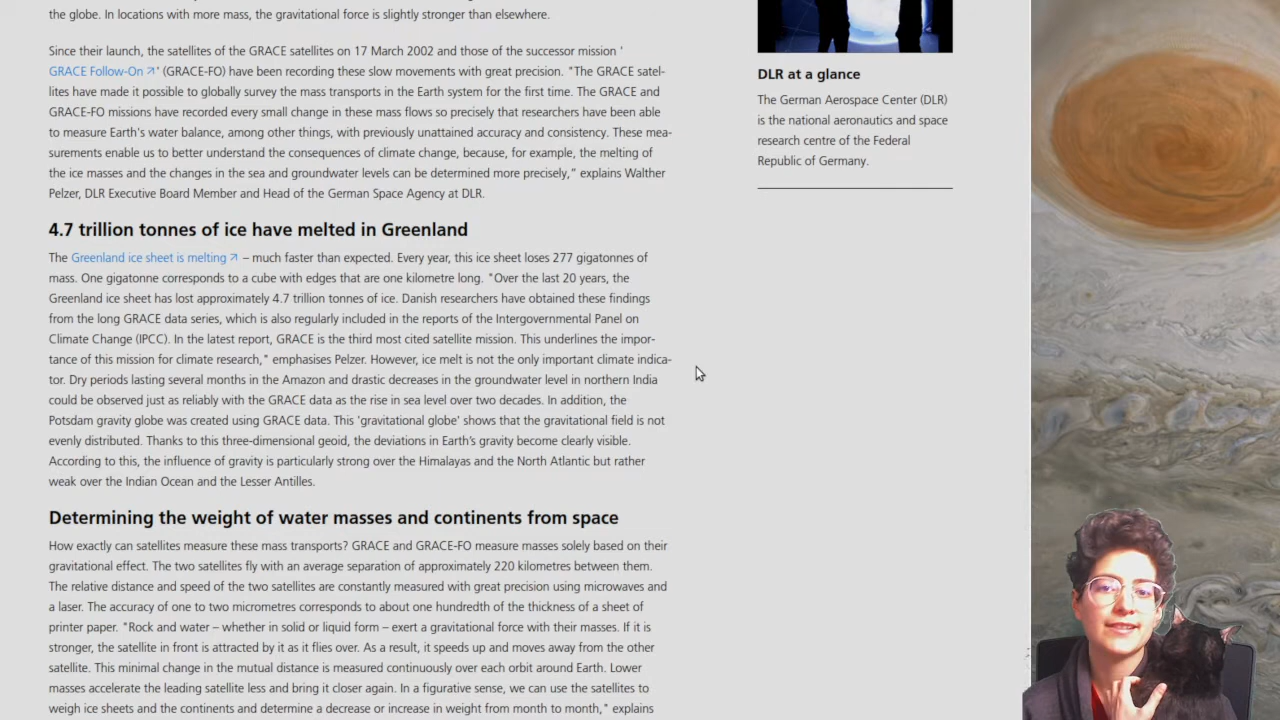 the globe. In locations with more mass, the gravitational force is slightly stronger than elsewhere.
Since their launch, the satellites of the GRACE satellites on 17 March 2002 and those of the successor mission '
GRACE Follow-On' (GRACE-FO) have been recording these slow movements with great precision. "The GRACE satel-
lites have made it possible to globally survey the mass transports in the Earth system for the first time. The GRACE and
GRACE-FO missions have recorded every small change in these mass flows so precisely that researchers have been able
to measure Earth's water balance, among other things, with previously unattained accuracy and consistency. These mea-
surements enable us to better understand the consequences of climate change, because, for example, the melting of
the ice masses and the changes in the sea and groundwater levels can be determined more precisely,” explains Walther
Pelzer, DLR Executive Board Member and Head of the German Space Agency at DLR.
4.7 trillion tonnes of ice have melted in Greenland
The Greenland ice sheet is melting – much faster than expected. Every year, this ice sheet loses 277 gigatonnes of
mass. One gigatonne corresponds to a cube with edges that are one kilometre long. "Over the last 20 years, the
Greenland ice sheet has lost approximately 4.7 trillion tonnes of ice. Danish researchers have obtained these findings
from the long GRACE data series, which is also regularly included in the reports of the Intergovernmental Panel on
Climate Change (IPCC). In the latest report, GRACE is the third most cited satellite mission. This underlines the impor-
tance of this mission for climate research," emphasises Pelzer. However, ice melt is not the only important climate indica-
tor. Dry periods lasting several months in the Amazon and drastic decreases in the groundwater level in northern India
could be observed just as reliably with the GRACE data as the rise in sea level over two decades. In addition, the
Potsdam gravity globe was created using GRACE data. This 'gravitational globe' shows that the gravitational field is not
evenly distributed. Thanks to this three-dimensional geoid, the deviations in Earth’s gravity become clearly visible.
According to this, the influence of gravity is particularly strong over the Himalayas and the North Atlantic but rather
weak over the Indian Ocean and the Lesser Antilles.
Determining the weight of water masses and continents from space
How exactly can satellites measure these mass transports? GRACE and GRACE-FO measure masses solely based on their
gravitational effect. The two satellites fly with an average separation of approximately 220 kilometres between them.
The relative distance and speed of the two satellites are constantly measured with great precision using microwaves and
a laser. The accuracy of one to two micrometres corresponds to about one hundredth of the thickness of a sheet of
printer paper. "Rock and water – whether in solid or liquid form – exert a gravitational force with their masses. If it is
stronger, the satellite in front is attracted by it as it flies over. As a result, it speeds up and moves away from the other
satellite. This minimal change in the mutual distance is measured continuously over each orbit around Earth. Lower
masses accelerate the leading satellite less and bring it closer again. In a figurative sense, we can use the satellites to
weigh ice sheets and the continents and determine a decrease or increase in weight from month to month," explains
DLR at a glance
The German Aerospace Center (DLR)
is the national aeronautics and space
research centre of the Federal
Republic of Germany.